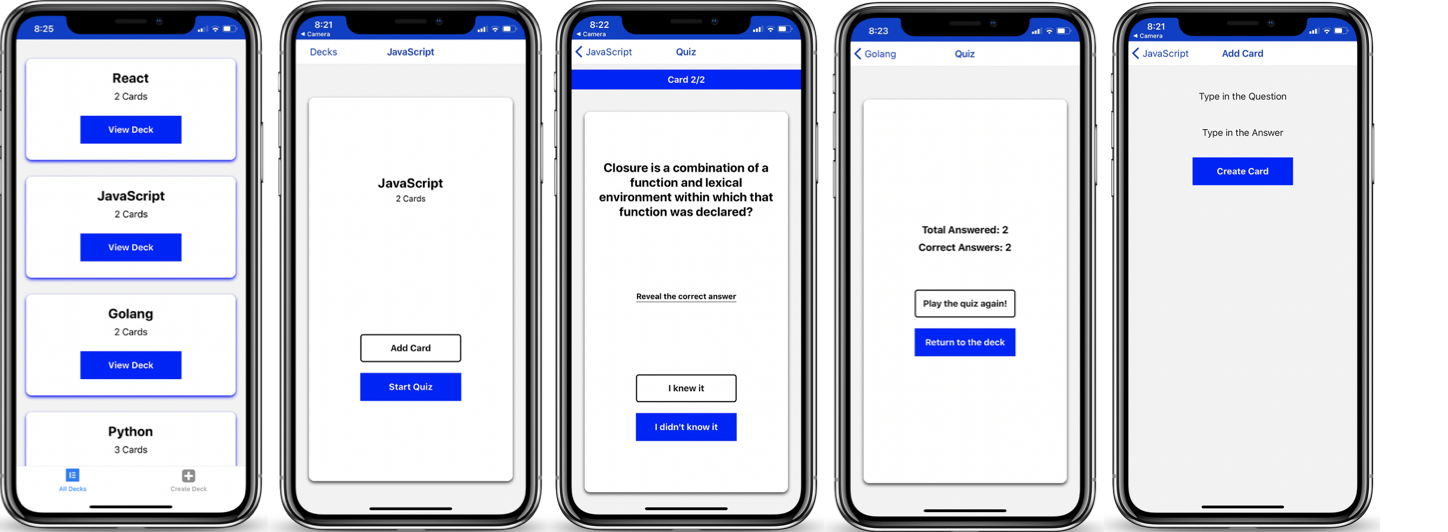 8:25
React
2 Cards
View Deck
JavaScript
2 Cards
View Deck
Golang
2 Cards
View Deck
Python
3 Cards
All Decks
Create Deck
8:21
Camera
Decks
JavaScript
JavaScript
2 Cards
Add Card
Start Quiz
8:22
Camera
JavaScript
Quiz
Card 2/2
Closure is a combination of a
function and lexical
environment within which that
function was declared?
Reveal the correct answer
I knew it
I didn't know it
8:23
Golang
Quiz
Total Answered: 2
Correct Answers: 2
Play the quiz again!
Return to the deck
8:21
Camera
JavaScript
Add Card
Type in the Question
Type in the Answer
Create Card